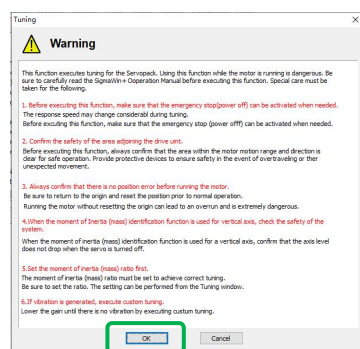 Tuning
Warning
This function executes tuning for the Servopack. Using this function while the motor is running is dangerous. Be
sure to carefully read the SigmaWin+ Opoeration Manual before executing this function. Special care must be
taken for the following.
1. Before executing this function, make sure that the emergency stop(power off) can be activated when needed.
The response speed may change considerabl during tuning.
Before excuting this function, make sure that the emergency stop (power offf) can be activated when needed.
2. Confirm the safety of the area adjoining the drive unit.
Before executing this function, always confirm that the area within the motor motion range and direction is
clear for safe operation. Provide protective devices to ensure safety in the event of overtraveling or ther
unexpected movement.
3. Always confirm that there is no position error before running the motor.
Be sure to return to the origin and reset the position prior to normal operation.
Running the motor without resetting the origin can lead to an overrun and is extremely dangerous.
4.When the moment of Inertia (mass) identification function is used for vertical axis, check the safety of the
system.
When the moment of inertia (mass) identification function is used for a vertical axis, confirm that the axis level
does not drop when the servo is turned off.
5.Set the moment of inertia (mass) ratio first.
The moment of inertia (mass) ratio must be set to achieve correct tuning.
Be sure to set the ratio. The setting can be performed from the Tuning window.
6.If vibration is generated, execute custom tuning.
Lower the gain until there is no vibration by executing custum tuning.
OK
Cancel